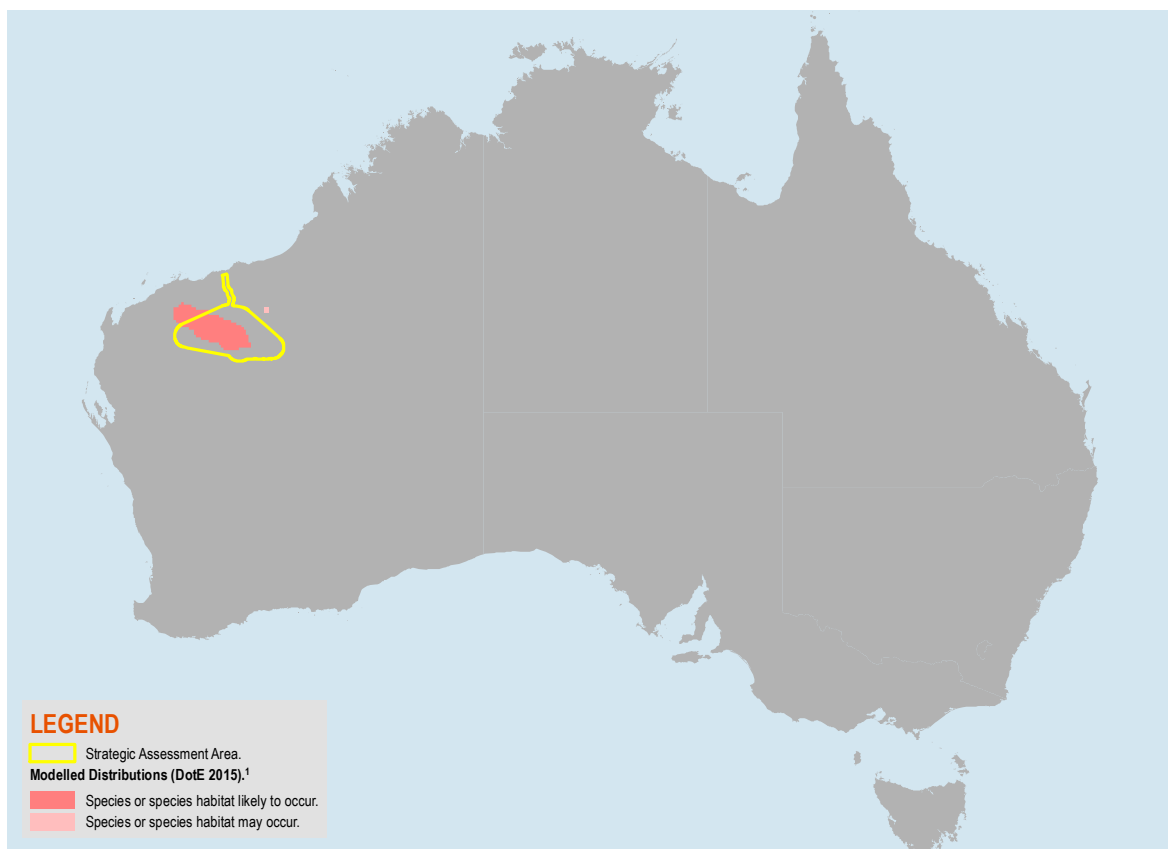 LEGEND
Strategic Assessment Area.
Modelled Distributions (DotE 2015).¹
Species or species habitat likely to occur.
Species or species habitat may occur.